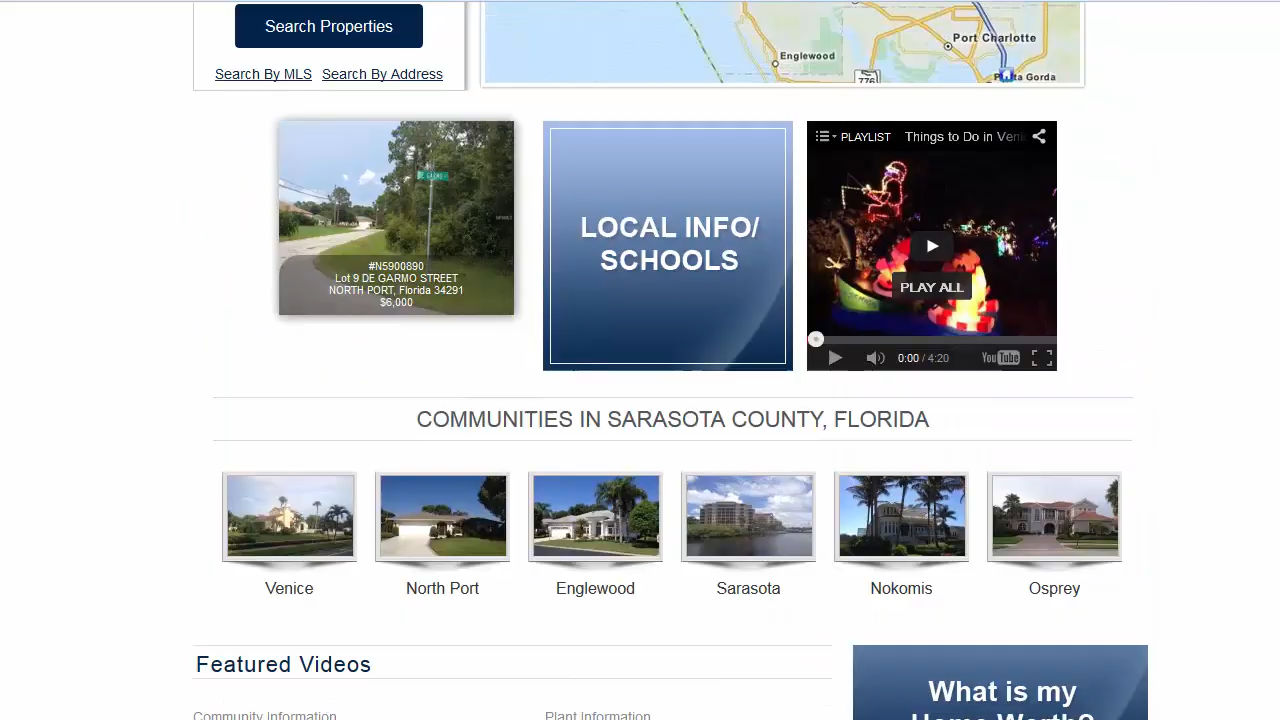 Search Properties
Search By MLS Search By Address
Port Charlotte
Englewood
776
Punta Gorda
#N5900890
Lot 9 DE GARMO STREET
NORTH PORT, Florida 34291
$6,000
LOCAL INFO/
SCHOOLS
PLAYLIST Things to Do in Ven
PLAY ALL
0:00 / 4:20 YouTube
COMMUNITIES IN SARASOTA COUNTY, FLORIDA
Venice North Port Englewood Sarasota Nokomis Osprey
Featured Videos
What is my
Home Worth?
Community Information Plant Information